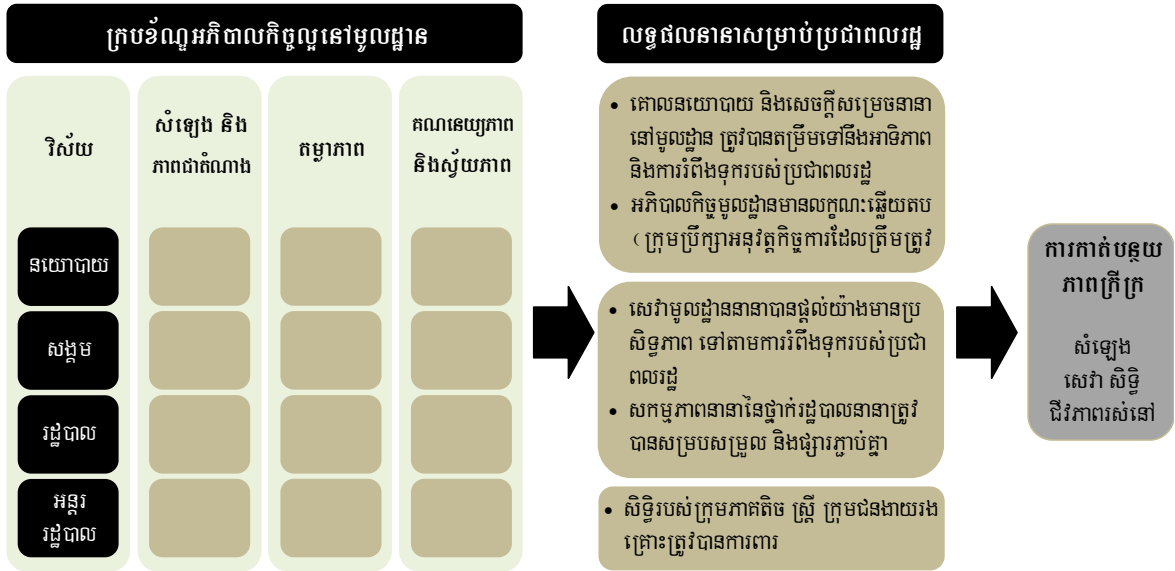 ក្របខ័ណ្ឌអភិបាលកិច្ចល្អនៅមូលដ្ឋាន
វិស័យ
សំឡេង និង
ភាពជាតំណាង
តម្លាភាព
គណនេយ្យភាព
និងស្វ័យភាព
នយោបាយ
សង្គម
រដ្ឋបាល
អន្តរ
រដ្ឋបាល
លទ្ធផលនានាសម្រាប់ប្រជាពលរដ្ឋ
• គោលនយោបាយ និងសេចក្តីសម្រេចនានា
នៅមូលដ្ឋាន ត្រូវបានតម្រឹមទៅនឹងអាទិភាព
និងការរំពឹងទុករបស់ប្រជាពលរដ្ឋ
• អភិបាលកិច្ចមូលដ្ឋានមានលក្ខណៈឆ្លើយតប
(ក្រុមប្រឹក្សាអនុវត្តកិច្ចការដែលត្រឹមត្រូវ
• សេវាមូលដ្ឋាននានាបានផ្តល់យ៉ាងមានប្រ
សិទ្ធភាព ទៅតាមការរំពឹងទុករបស់ប្រជា
ពលរដ្ឋ
• សកម្មភាពនានានៃថ្នាក់រដ្ឋបាលនានាត្រូវ
បានសម្របសម្រួល និងផ្សារភ្ជាប់គ្នា
• សិទ្ធិរបស់ក្រុមភាគតិច ស្ត្រី ក្រុមជនងាយរង
គ្រោះត្រូវបានការពារ
ការកាត់បន្ថយ
ភាពក្រីក្រ
សំឡេង
សេវា សិទ្ធិ
ជីវភាពរស់នៅ